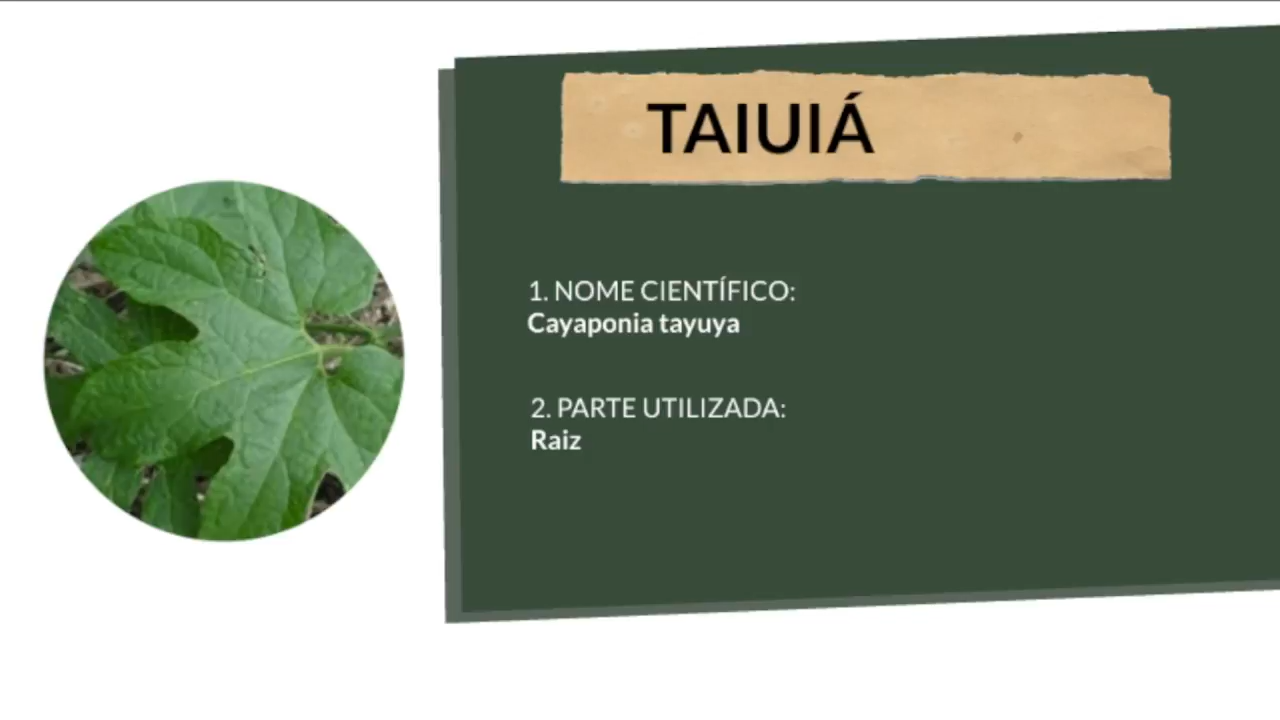 TAIUIÁ
1. NOME CIENTÍFICO:
Cayaponia tayuya
2. PARTE UTILIZADA:
Raiz